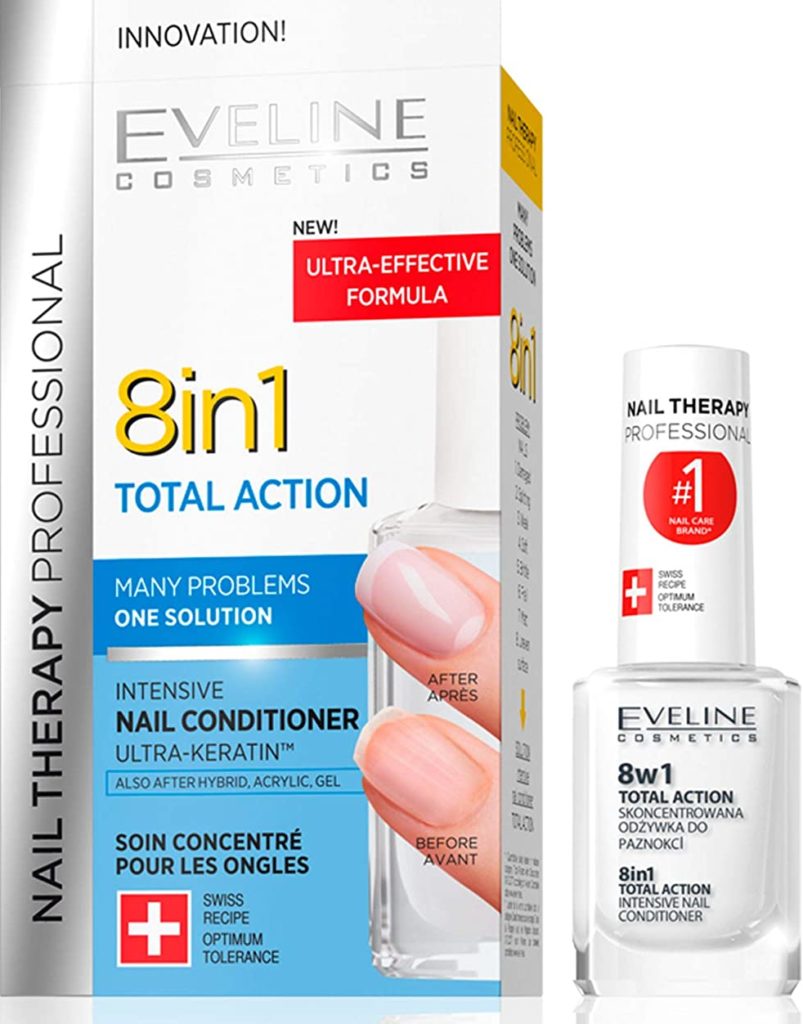 INNOVATION!
EVELINE
COSMETICS
NEW!
ULTRA-EFFECTIVE
FORMULA
8in1
TOTAL ACTION
MANY PROBLEMS
ONE SOLUTION
INTENSIVE
NAIL CONDITIONER
ULTRA-KERATIN™
ALSO AFTER HYBRID, ACRYLIC, GEL
SOIN CONCENTRÉ
POUR LES ONGLES
SWISS
RECIPE
OPTIMUM
TOLERANCE
AFTER
APRÈS
BEFORE
AVANT
NAIL THERAPY PROFESSIONAL
NAIL THERAPY
PROFESSIONAL
MANY
PROBLEMS
ONE SOLUTION
8in1
TOTAL ACTION
NAIL THERAPY
PROFESSIONAL
#1
NAIL CARE
BRAND*
SWISS
RECIPE
OPTIMUM
TOLERANCE
EVELINE
COSMETICS
8w1
TOTAL ACTION
SKONCENTROWANA
ODŻYWKA DO
PAZNOKCI
8in1
TOTAL ACTION
INTENSIVE NAIL
CONDITIONER